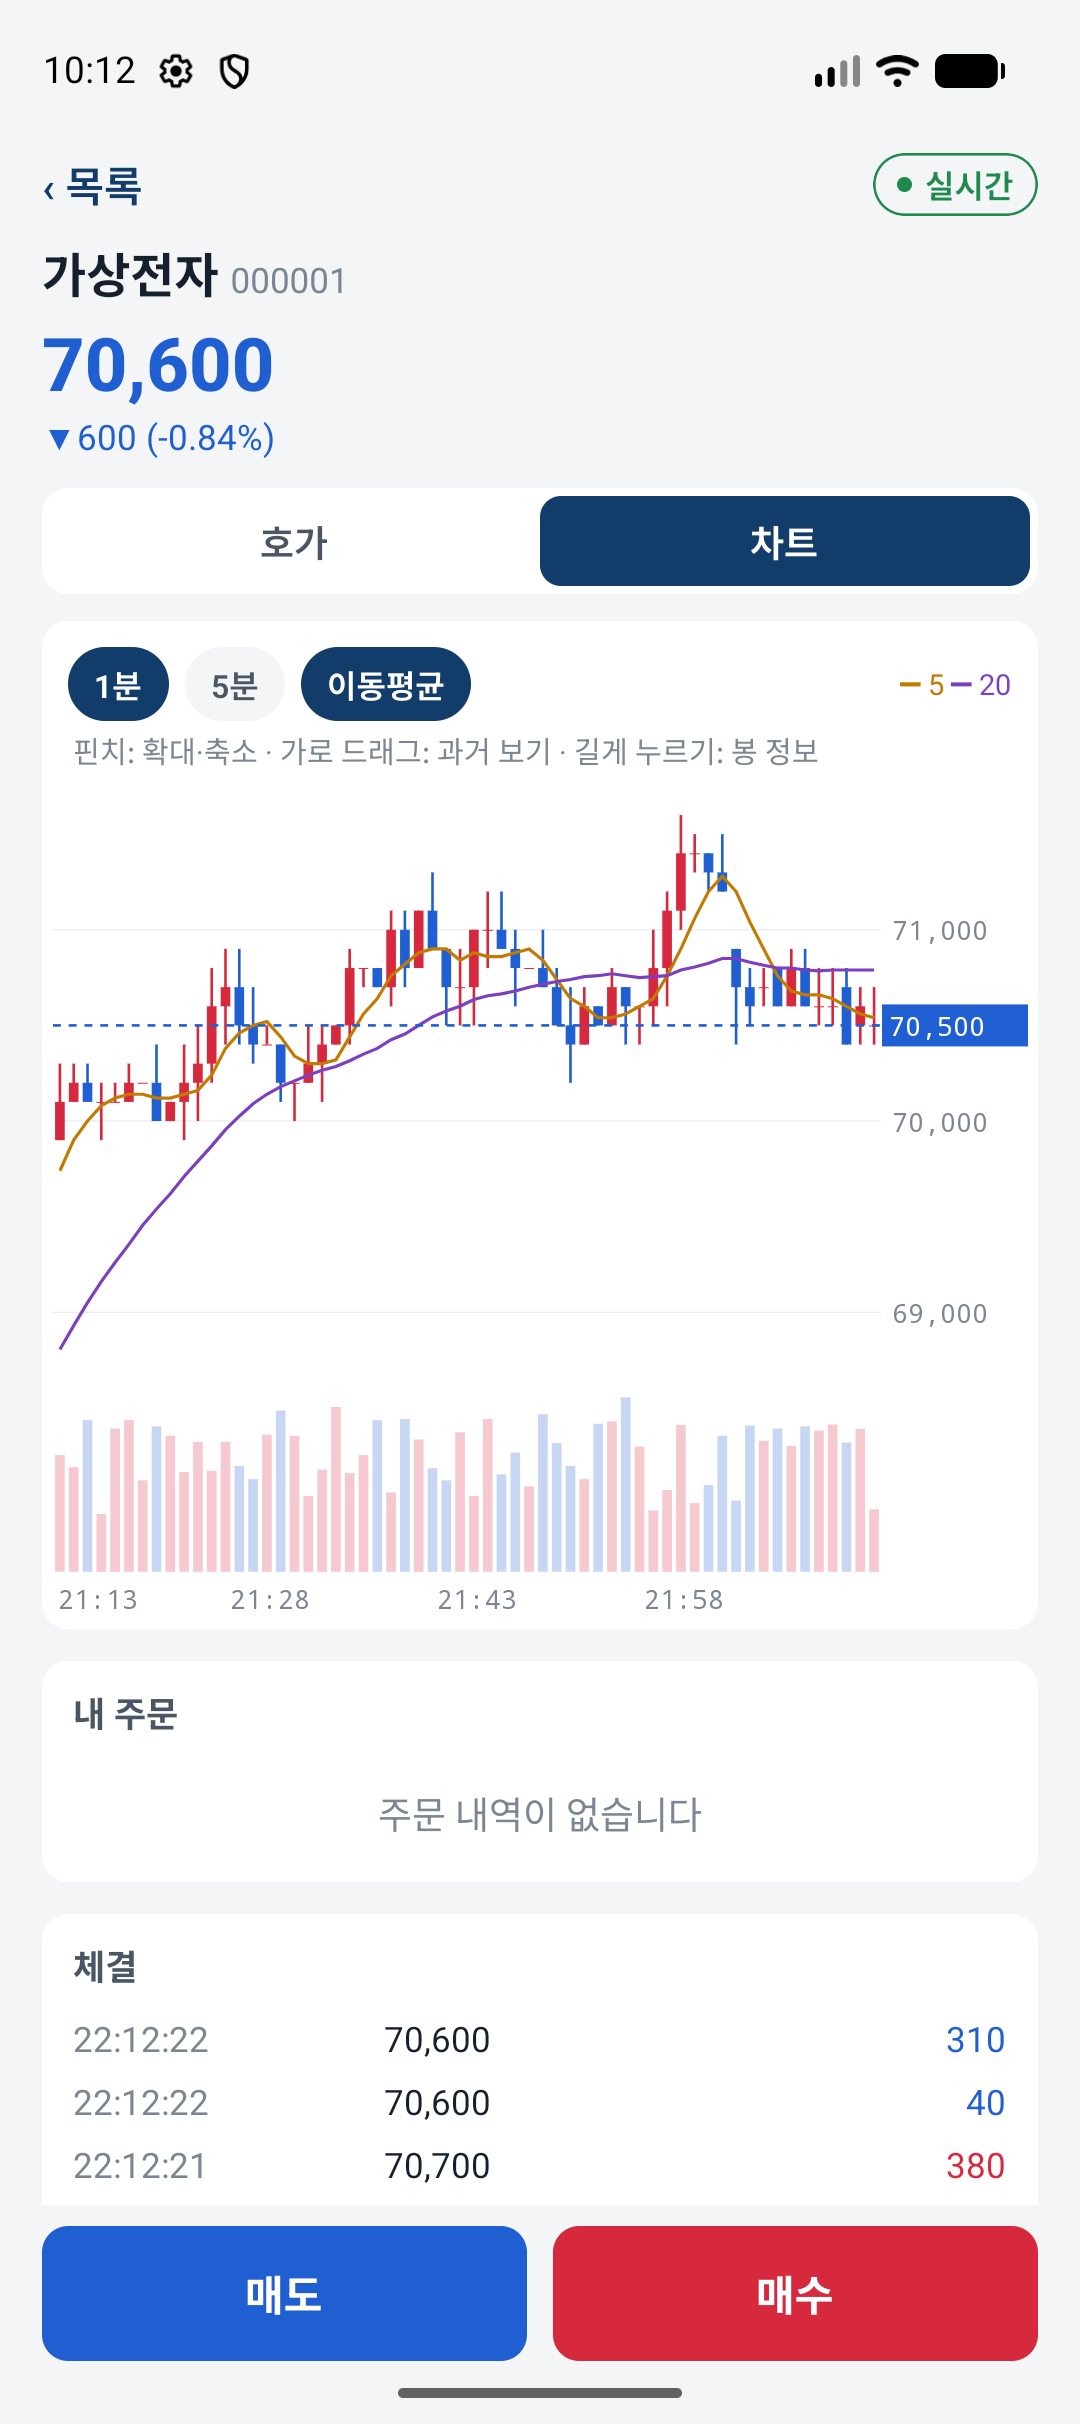 10:12
‹ 목록
실시간
가상전자 000001
70,600
▼600 (-0.84%)
호가 차트
1분 5분 이동평균 5 20
핀치: 확대·축소 · 가로 드래그: 과거 보기 · 길게 누르기: 봉 정보
71,000
70,500
70,000
69,000
21:13 21:28 21:43 21:58
내 주문
주문 내역이 없습니다
체결
22:12:22 70,600 310
22:12:22 70,600 40
22:12:21 70,700 380
매도 매수